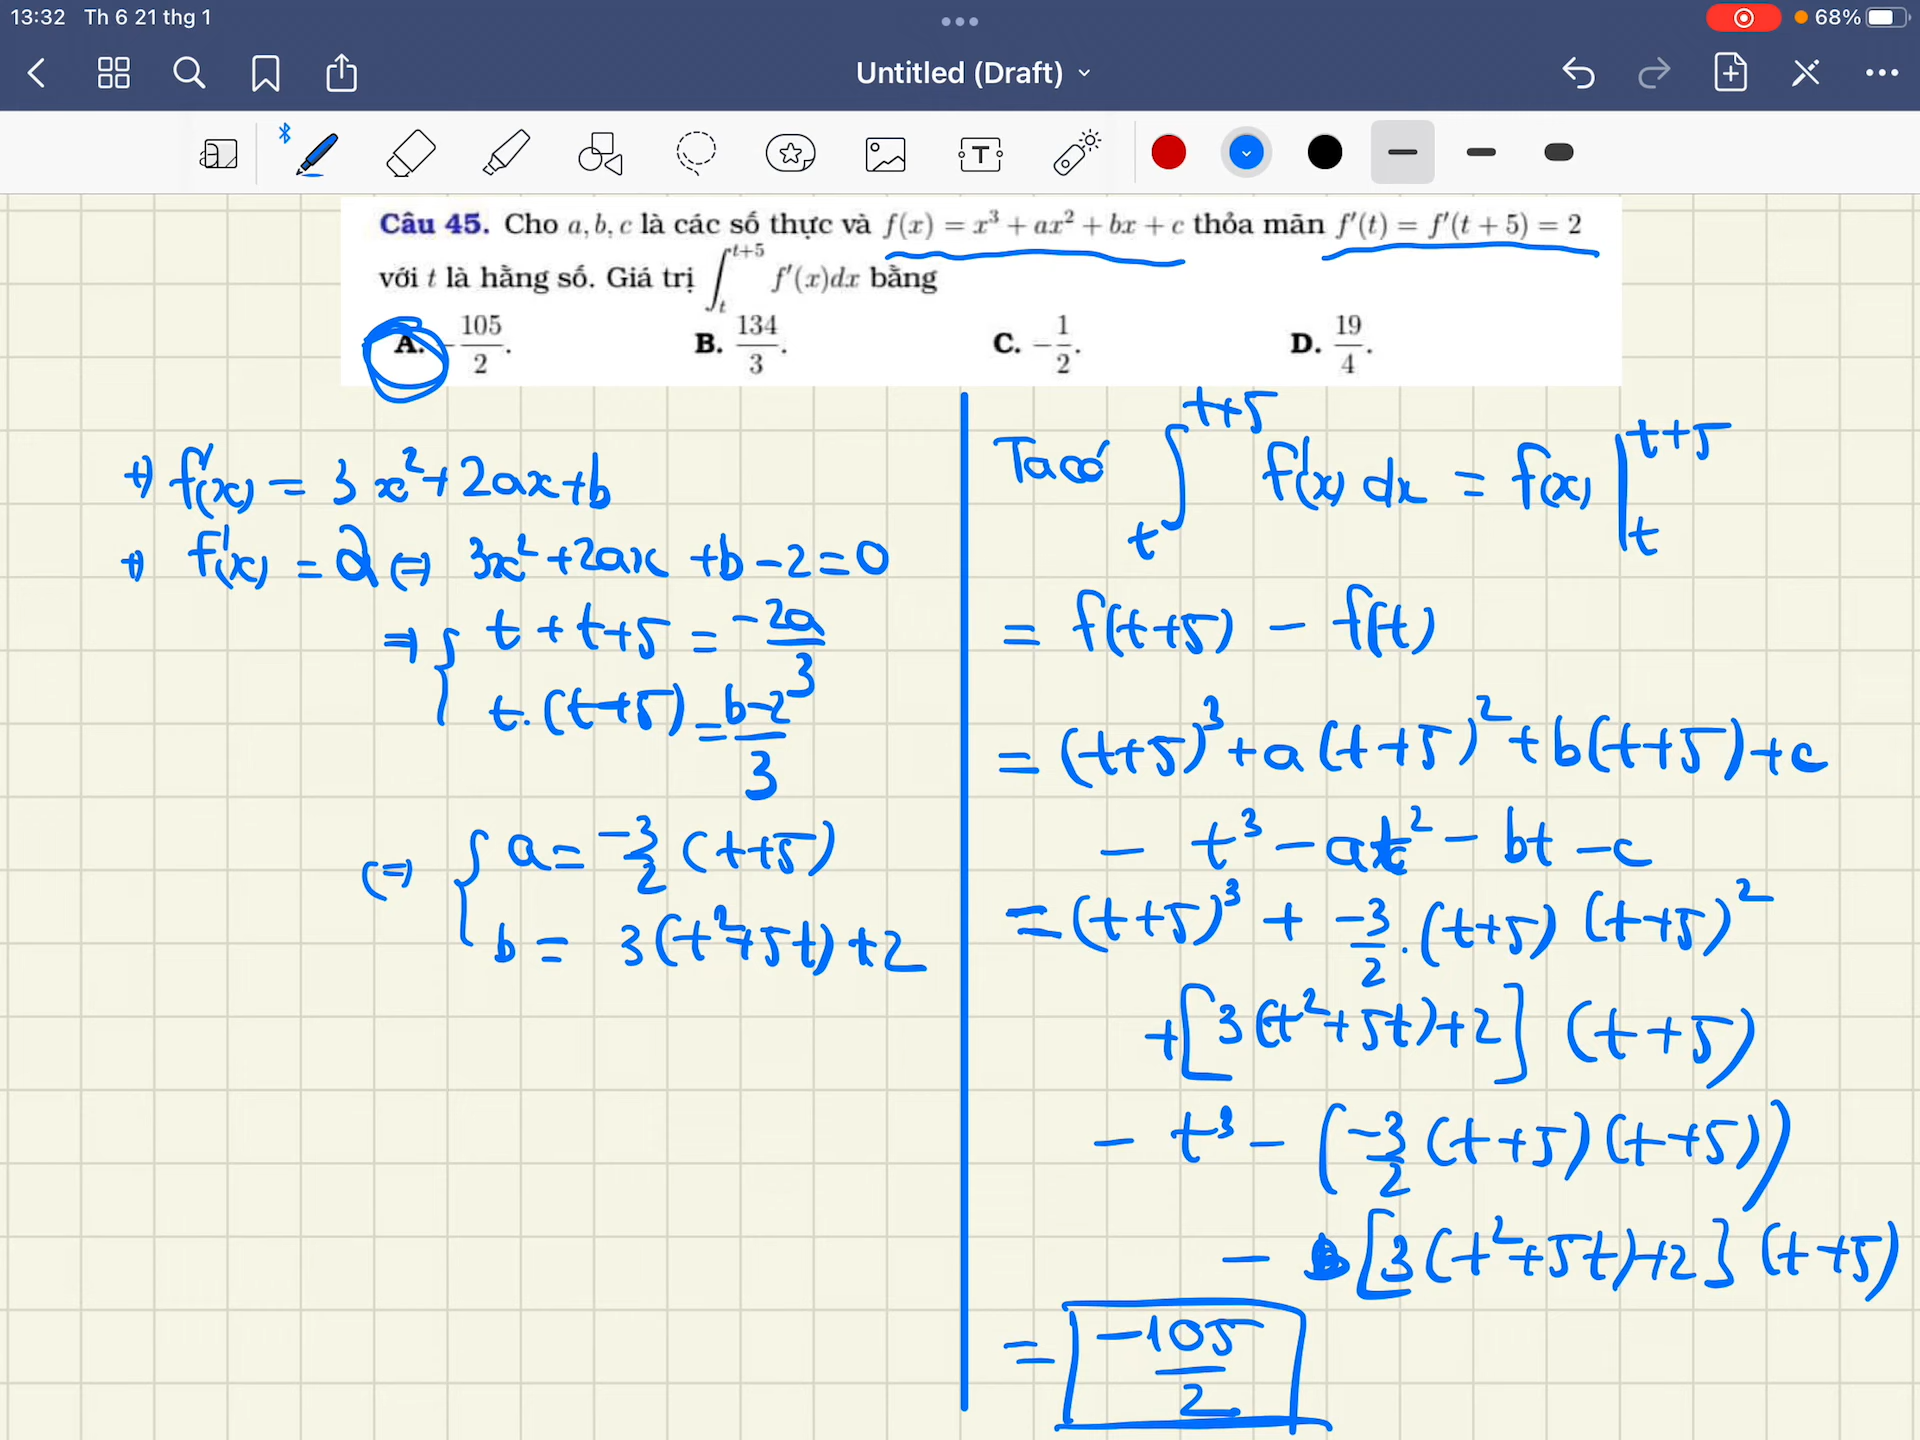 13:32 Th 6 21 thg 1
68%
Untitled (Draft)
Câu 45. Cho a, b, c là các số thực và f(x) = x³ + ax² + bx + c thỏa mãn f′(t) = f′(t + 5) = 2
với t là hằng số. Giá trị ∫_t^{t+5} f′(x)dx bằng
A. -105/2. B. 134/3. C. -1/2. D. 19/4.
+) f'(x) = 3x² + 2ax + b
+) f'(x) = 2 (=) 3x² + 2ax + b - 2 = 0
=> { t + t + 5 = -2a/3
t.(t+5) = b-2/3
(=) { a = -3/2 (t+5)
b = 3(t² + 5t) + 2
Ta có ∫_t^{t+5} f'(x) dx = f(x) |_t^{t+5}
= f(t+5) - f(t)
= (t+5)³ + a(t+5)² + b(t+5) + c
- t³ - at² - bt - c
= (t+5)³ + -3/2 . (t+5) (t+5)²
+ [3(t²+5t)+2] (t+5)
- t³ - (-3/2 (t+5)(t+5))
- [3(t²+5t)+2] (t+5)
= -105/2